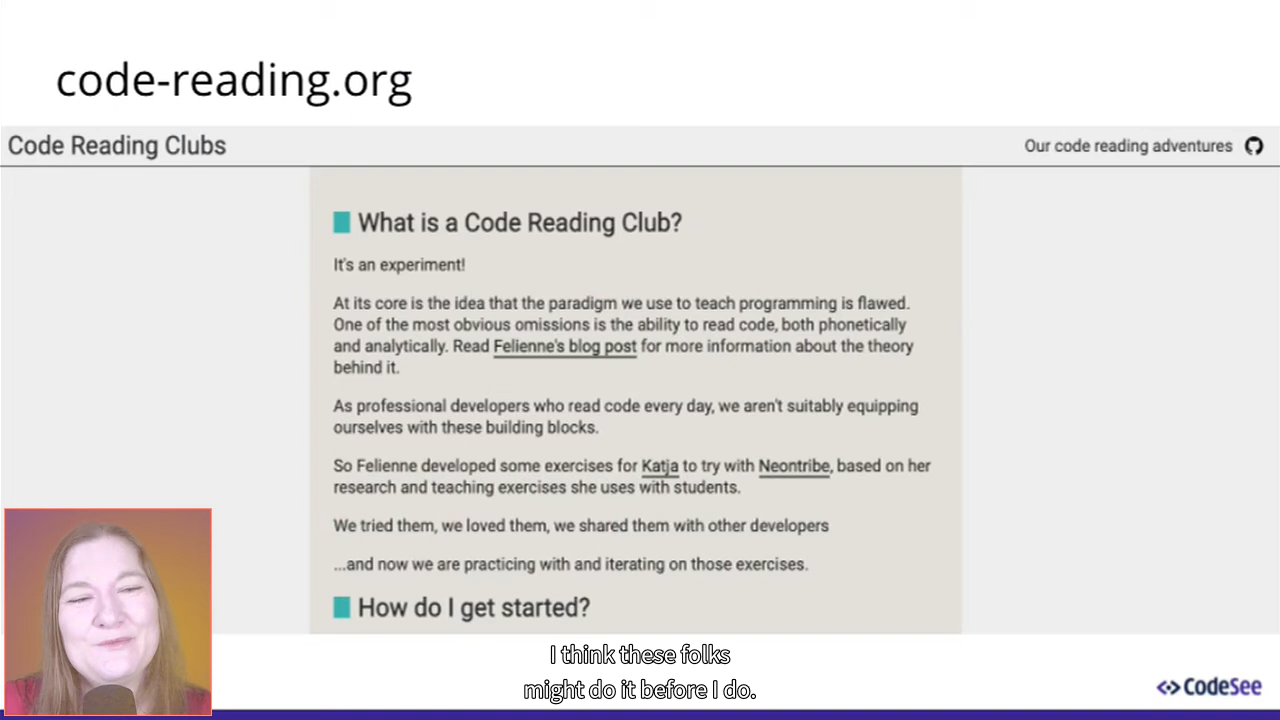 code-reading.org
Code Reading Clubs
Our code reading adventures
What is a Code Reading Club?
It's an experiment!
At its core is the idea that the paradigm we use to teach programming is flawed.
One of the most obvious omissions is the ability to read code, both phonetically
and analytically. Read Felienne's blog post for more information about the theory
behind it.
As professional developers who read code every day, we aren't suitably equipping
ourselves with these building blocks.
So Felienne developed some exercises for Katja to try with Neontribe, based on her
research and teaching exercises she uses with students.
We tried them, we loved them, we shared them with other developers
...and now we are practicing with and iterating on those exercises.
How do I get started?
I think these folks
might do it before I do.
CodeSee